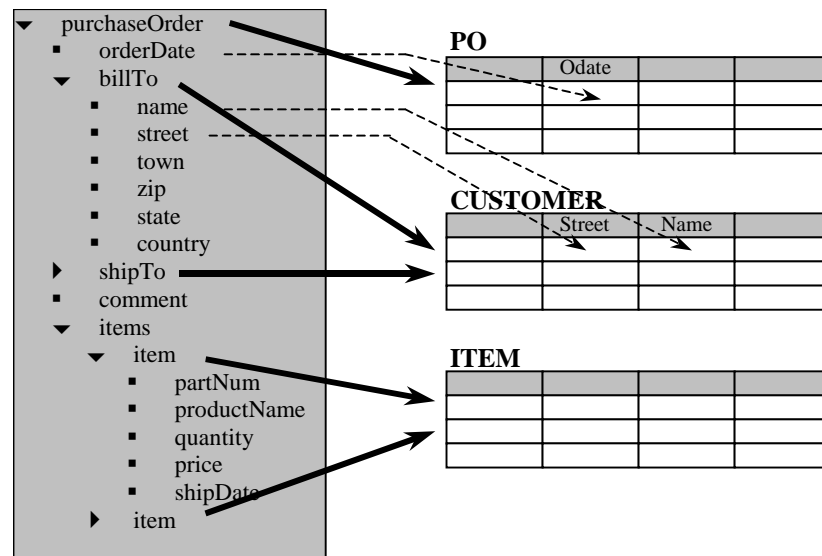 purchaseOrder
orderDate
billTo
name
street
town
zip
state
country
shipTo
comment
items
item
partNum
productName
quantity
price
shipDate
item
PO
Odate
CUSTOMER
Street Name
ITEM